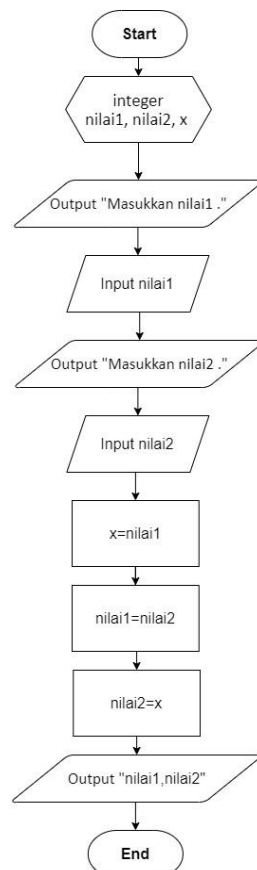 Start
integer
nilai1, nilai2, x
Output "Masukkan nilai1 ."
Input nilai1
Output "Masukkan nilai2 ."
Input nilai2
x=nilai1
nilai1=nilai2
nilai2=x
Output "nilai1,nilai2"
End